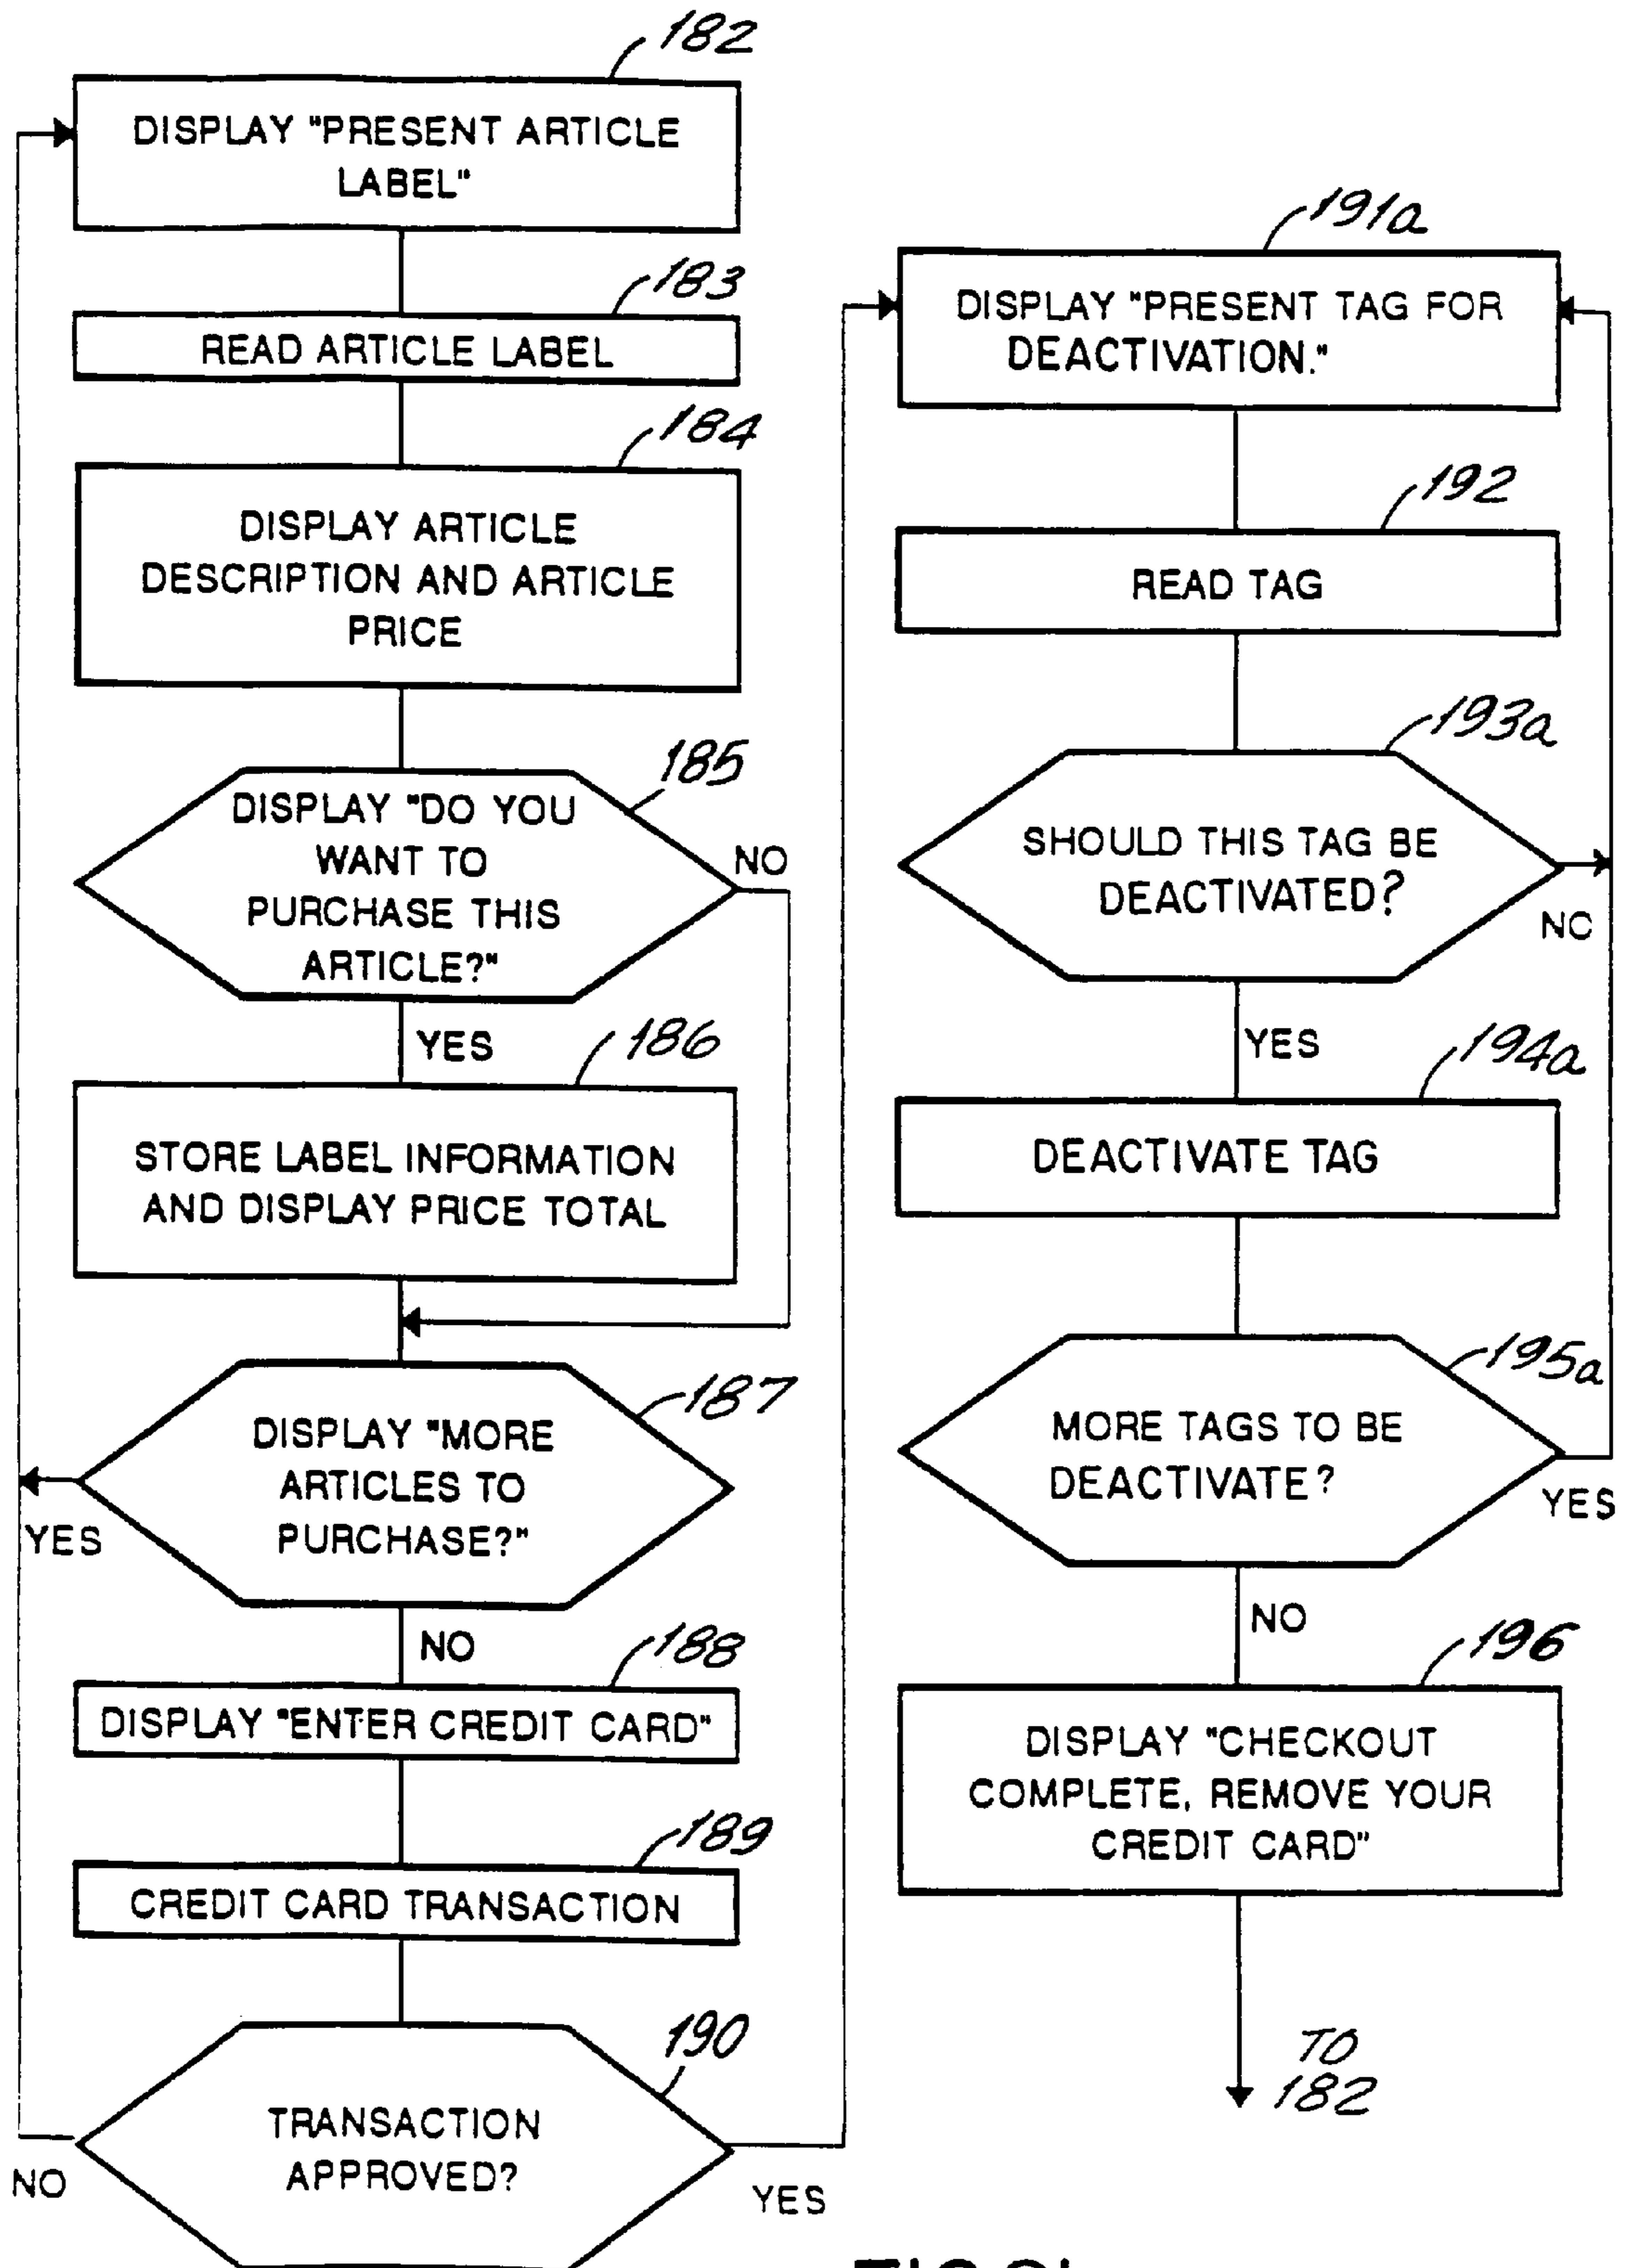 182
DISPLAY "PRESENT ARTICLE
LABEL"
183
READ ARTICLE LABEL
184
DISPLAY ARTICLE
DESCRIPTION AND ARTICLE
PRICE
185
DISPLAY "DO YOU
WANT TO
PURCHASE THIS
ARTICLE?"
NO
YES
186
STORE LABEL INFORMATION
AND DISPLAY PRICE TOTAL
187
DISPLAY "MORE
ARTICLES TO
PURCHASE?"
YES
NO
188
DISPLAY "ENTER CREDIT CARD"
189
CREDIT CARD TRANSACTION
190
TRANSACTION
APPROVED?
NO
YES
191a
DISPLAY "PRESENT TAG FOR
DEACTIVATION."
192
READ TAG
193a
SHOULD THIS TAG BE
DEACTIVATED?
NO
YES
194a
DEACTIVATE TAG
195a
MORE TAGS TO BE
DEACTIVATE?
YES
NO
196
DISPLAY "CHECKOUT
COMPLETE, REMOVE YOUR
CREDIT CARD"
TO
182